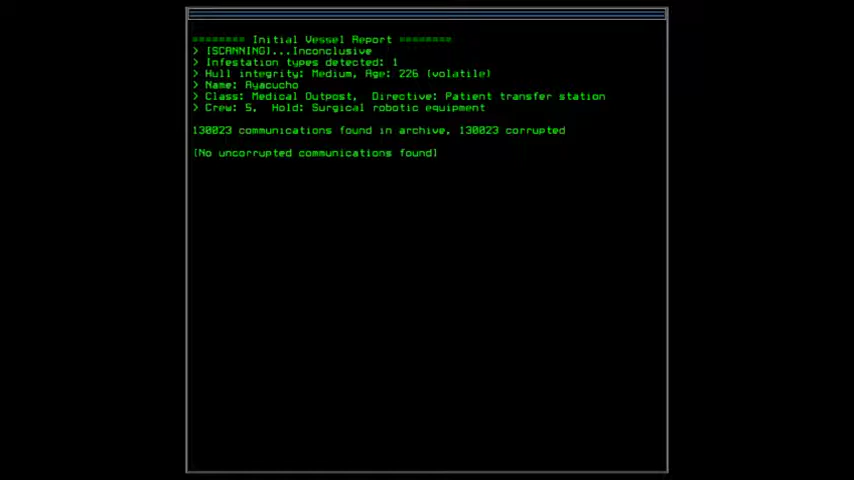 ======== Initial Vessel Report ========
> [SCANNING]...Inconclusive
> Infestation types detected: 1
> Hull integrity: Medium, Age: 226 (volatile)
> Name: Ayacucho
> Class: Medical Outpost,  Directive: Patient transfer station
> Crew: 5,  Hold: Surgical robotic equipment
130023 communications found in archive, 130023 corrupted
[No uncorrupted communications found]